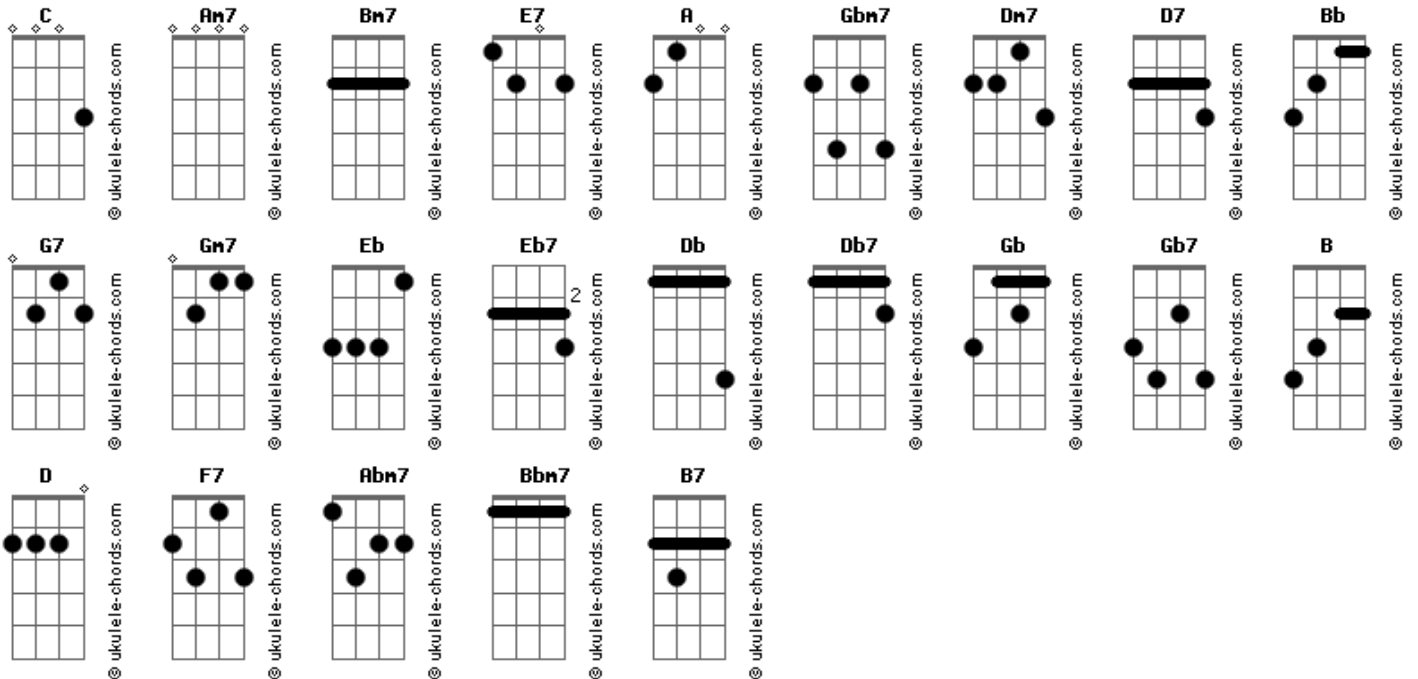 C Am7 Bm7 E7 A Gbm7 Dm7 D7 Bb
© ukulele-chords.com © ukulele-chords.com © ukulele-chords.com © ukulele-chords.com © ukulele-chords.com © ukulele-chords.com © ukulele-chords.com © ukulele-chords.com © ukulele-chords.com
G7 Gm7 Eb Eb7 Db Db7 Gb Gb7 B
2
© ukulele-chords.com © ukulele-chords.com © ukulele-chords.com © ukulele-chords.com © ukulele-chords.com © ukulele-chords.com © ukulele-chords.com © ukulele-chords.com © ukulele-chords.com
D F7 Abm7 Bbm7 B7
© ukulele-chords.com © ukulele-chords.com © ukulele-chords.com © ukulele-chords.com © ukulele-chords.com